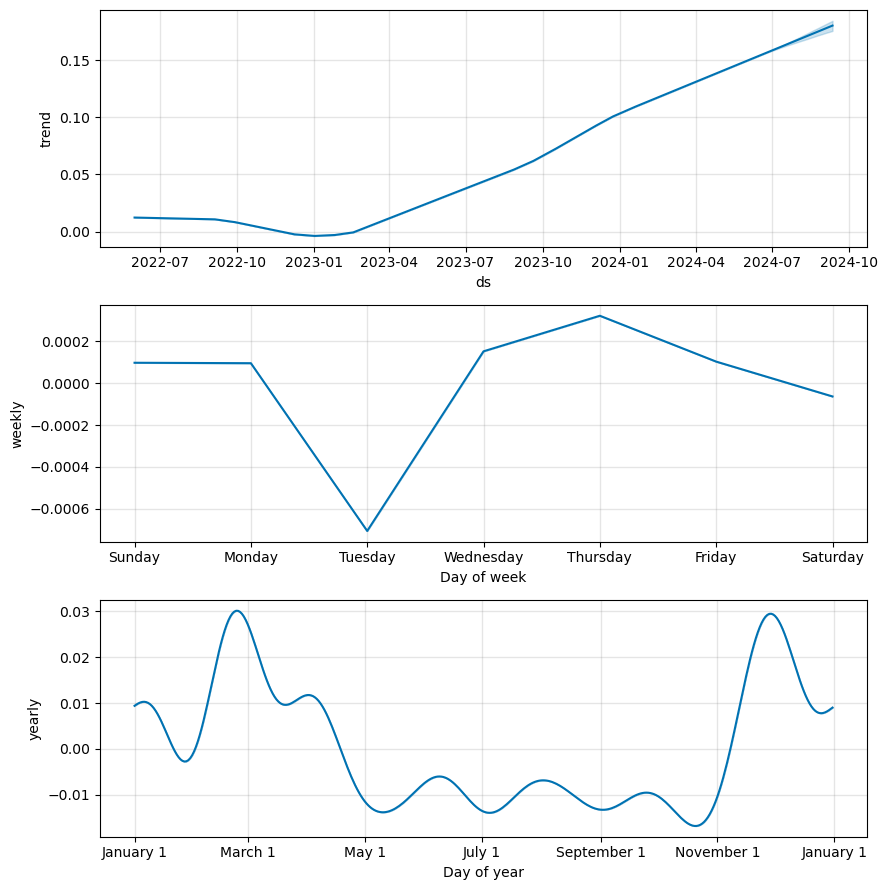 0.15
0.10
0.05
0.00
trend
2022-07 2022-10 2023-01 2023-04 2023-07 2023-10 2024-01 2024-04 2024-07 2024-10
ds
0.0002
0.0000
−0.0002
−0.0004
−0.0006
weekly
Sunday Monday Tuesday Wednesday Thursday Friday Saturday
Day of week
0.03
0.02
0.01
0.00
−0.01
yearly
January 1 March 1 May 1 July 1 September 1 November 1 January 1
Day of year